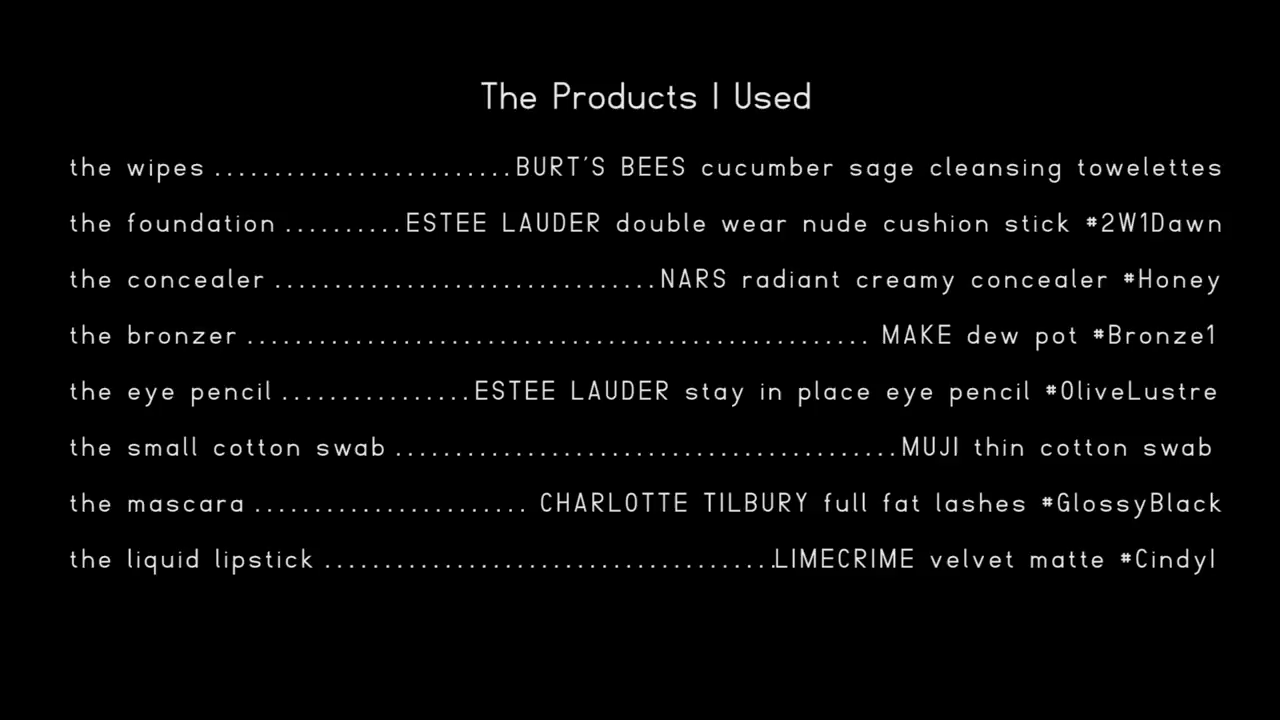 The Products I Used
the wipes .........................BURT'S BEES cucumber sage cleansing towelettes
the foundation ..........ESTEE LAUDER double wear nude cushion stick #2W1Dawn
the concealer ................................NARS radiant creamy concealer #Honey
the bronzer .................................................... MAKE dew pot #Bronze1
the eye pencil ................ESTEE LAUDER stay in place eye pencil #OliveLustre
the small cotton swab ..........................................MUJI thin cotton swab
the mascara ....................... CHARLOTTE TILBURY full fat lashes #GlossyBlack
the liquid lipstick ......................................LIMECRIME velvet matte #CindyI